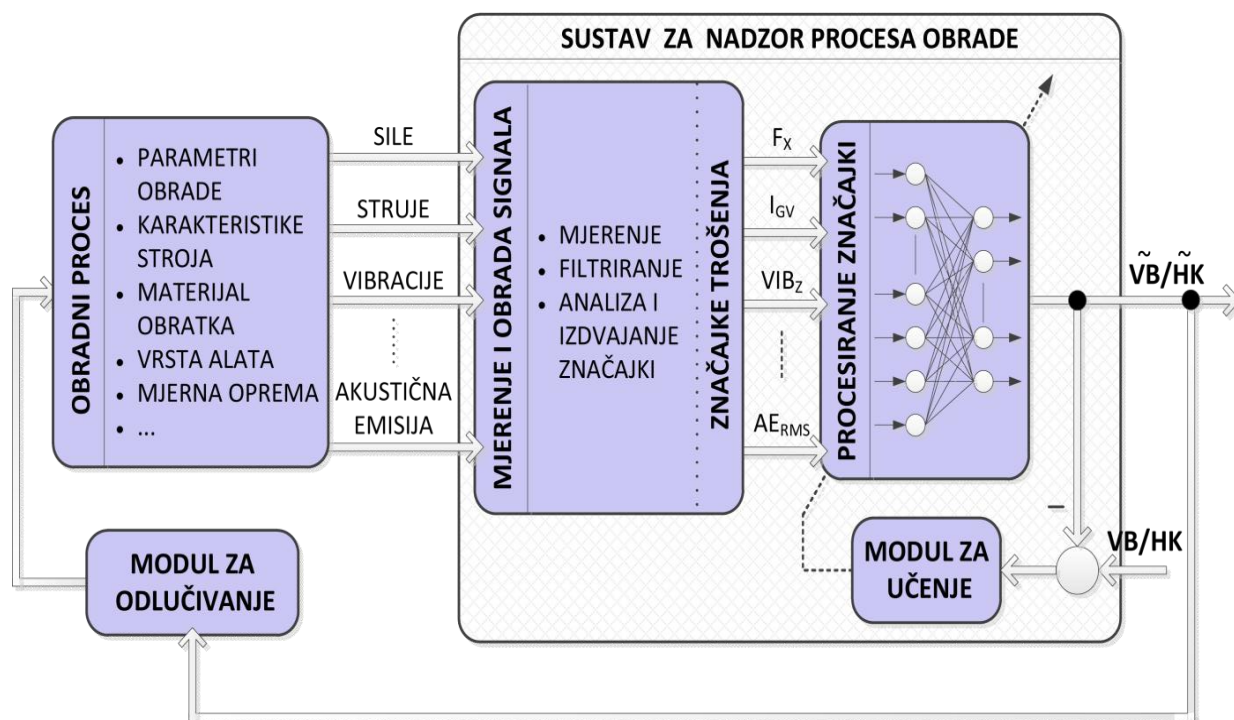 SUSTAV ZA NADZOR PROCESA OBRADE
OBRADNI PROCES
• PARAMETRI
OBRADE
• KARAKTERISTIKE
STROJA
• MATERIJAL
OBRATKA
• VRSTA ALATA
• MJERNA OPREMA
• ...
SILE
STRUJE
VIBRACIJE
AKUSTIČNA
EMISIJA
MJERENJE I OBRADA SIGNALA
• MJERENJE
• FILTRIRANJE
• ANALIZA I
IZDVAJANJE
ZNAČAJKI
ZNAČAJKE TROŠENJA
Fₓ
I_GV
VIB_Z
AE_RMS
PROCESIRANJE ZNAČAJKI
ṼB/H̃K
–
VB/HK
MODUL ZA
UČENJE
MODUL ZA
ODLUČIVANJE